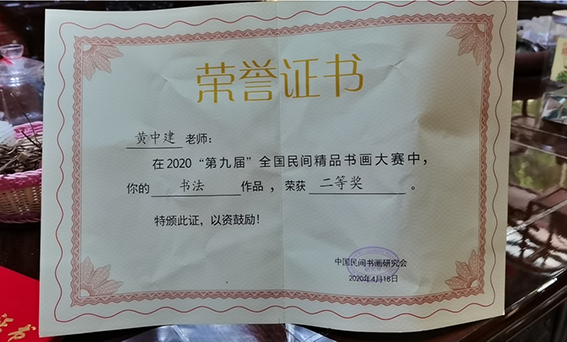 荣誉证书
黄中建 老师：
在2020“第九届”全国民间精品书画大赛中，
你的 书法 作品，荣获 二等奖 。
特颁此证，以资鼓励！
中国民间书画研究会
2020年4月18日